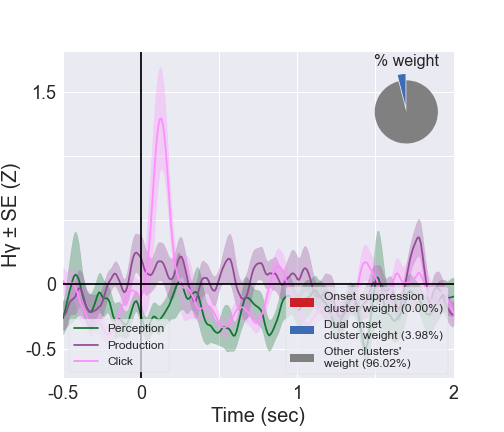 % weight
1.5
0
-0.5
Hγ ± SE (Z)
Perception
Production
Click
Onset suppression
cluster weight (0.00%)
Dual onset
cluster weight (3.98%)
Other clusters'
weight (96.02%)
-0.5
0
1
2
Time (sec)